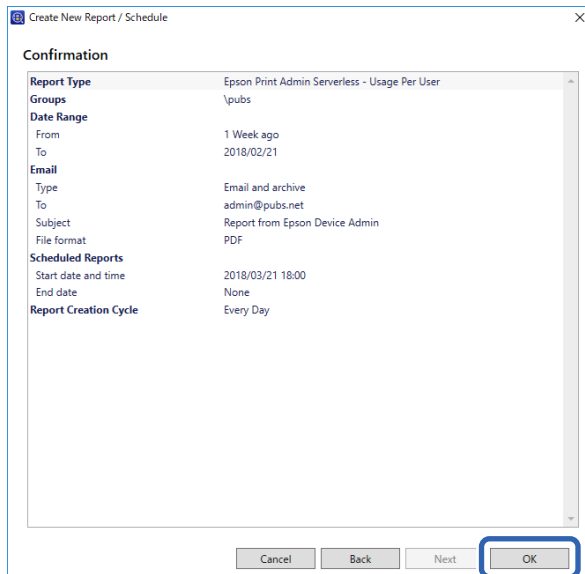 Create New Report / Schedule
Confirmation
Report Type Epson Print Admin Serverless - Usage Per User
Groups \pubs
Date Range
From 1 Week ago
To 2018/02/21
Email
Type Email and archive
To admin@pubs.net
Subject Report from Epson Device Admin
File format PDF
Scheduled Reports
Start date and time 2018/03/21 18:00
End date None
Report Creation Cycle Every Day
Cancel Back Next OK